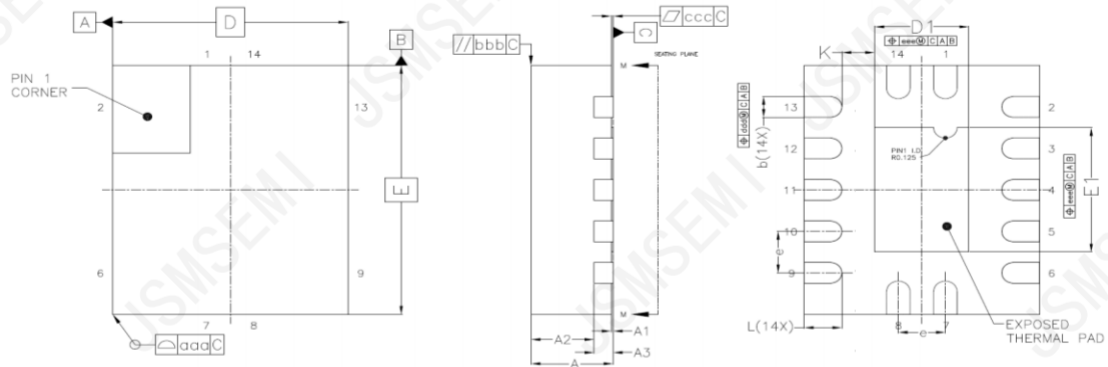 A
D
B
1 14
PIN 1
CORNER
2
13
E
6
9
7 8
aaa C
ccc C
C
// bbb C
SEATING PLANE
M
M
A1
A2
A3
A
D1
eee Ⓜ C A B
K
14 1
13
2
ddd Ⓜ C A B
b(14X)
12
3
PIN1 I.D
R0.125
11
4
E1
eee Ⓜ C A B
10
5
e
9
6
L(14X)
8 7
e
EXPOSED
THERMAL PAD
JSMSEMI
JSMSEMI
JSMSEMI
JSMSEMI